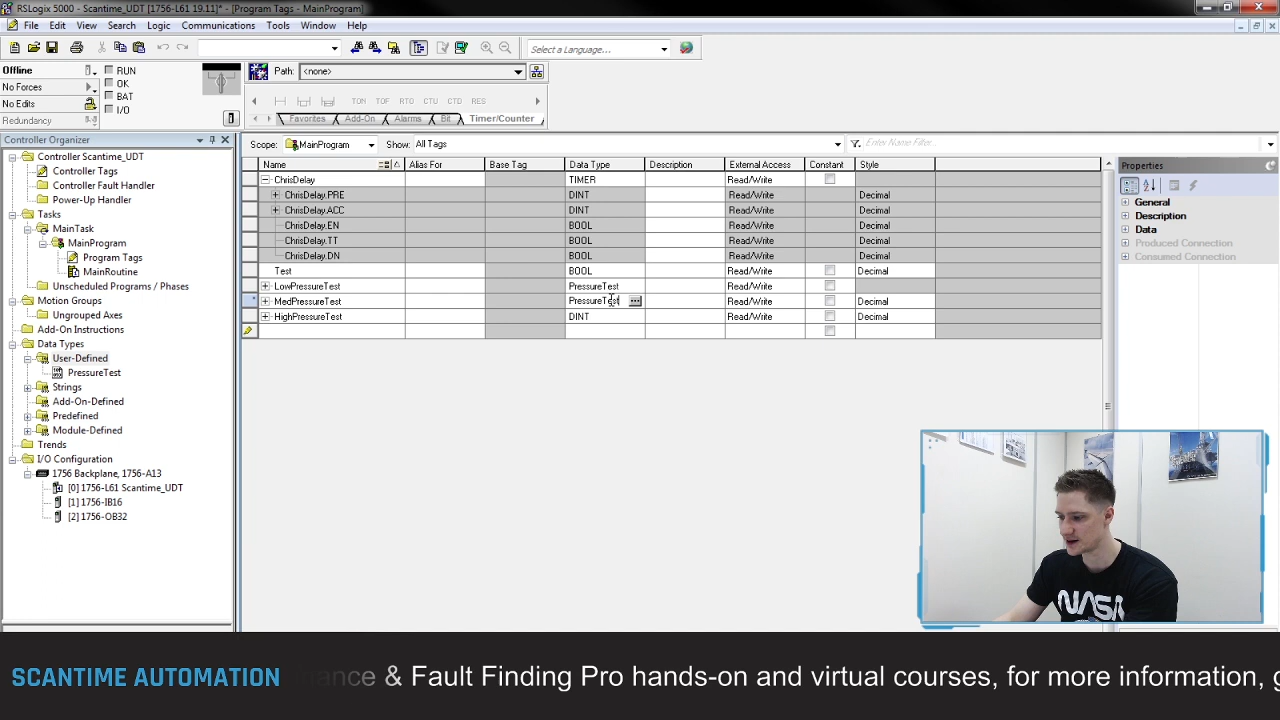 RSLogix 5000 - Scantime_UDT [1756-L61 19.11]* - [Program Tags - MainProgram]
File Edit View Search Logic Communications Tools Window Help
Select a Language...
Offline RUN
No Forces OK
No Edits BAT
Redundancy I/O
Path: <none>
TON TOF RTO CTU CTD RES
Favorites Add-On Alarms Bit Timer/Counter
Controller Organizer
Controller Scantime_UDT
Controller Tags
Controller Fault Handler
Power-Up Handler
Tasks
MainTask
MainProgram
Program Tags
MainRoutine
Unscheduled Programs / Phases
Motion Groups
Ungrouped Axes
Add-On Instructions
Data Types
User-Defined
PressureTest
Strings
Add-On-Defined
Predefined
Module-Defined
Trends
I/O Configuration
1756 Backplane, 1756-A13
[0] 1756-L61 Scantime_UDT
[1] 1756-IB16
[2] 1756-OB32
Scope: MainProgram Show: All Tags Enter Name Filter...
Name Alias For Base Tag Data Type Description External Access Constant Style
ChrisDelay TIMER Read/Write
ChrisDelay.PRE DINT Read/Write Decimal
ChrisDelay.ACC DINT Read/Write Decimal
ChrisDelay.EN BOOL Read/Write Decimal
ChrisDelay.TT BOOL Read/Write Decimal
ChrisDelay.DN BOOL Read/Write Decimal
Test BOOL Read/Write Decimal
LowPressureTest PressureTest Read/Write
MedPressureTest PressureTest Read/Write Decimal
HighPressureTest DINT Read/Write Decimal
Properties
General
Description
Data
Produced Connection
Consumed Connection
NASA
SCANTIME AUTOMATION nance & Fault Finding Pro hands-on and virtual courses, for more information, g